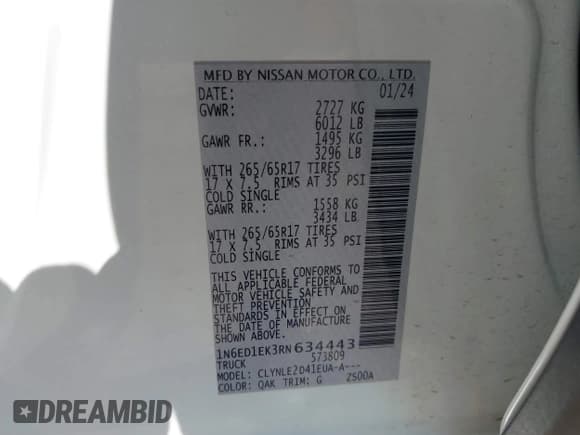 MFD BY NISSAN MOTOR CO., LTD.
DATE: 01/24
GVWR: 2727 KG
6012 LB
GAWR FR.: 1495 KG
3296 LB
WITH 265/65R17 TIRES
17 X 7.5 RIMS AT 35 PSI
COLD SINGLE
GAWR RR.: 1558 KG
3434 LB
WITH 265/65R17 TIRES
17 X 7.5 RIMS AT 35 PSI
COLD SINGLE
THIS VEHICLE CONFORMS TO
ALL APPLICABLE FEDERAL
MOTOR VEHICLE SAFETY AND
THEFT PREVENTION
STANDARDS IN EFFECT ON
THE DATE OF MANUFACTURE
SHOWN ABOVE.
1N6ED1EK3RN634443
TRUCK 573809
MODEL: CLYNLE2D41EUA-A---
COLOR: QAK TRIM: G ZS00A
DREAMBID